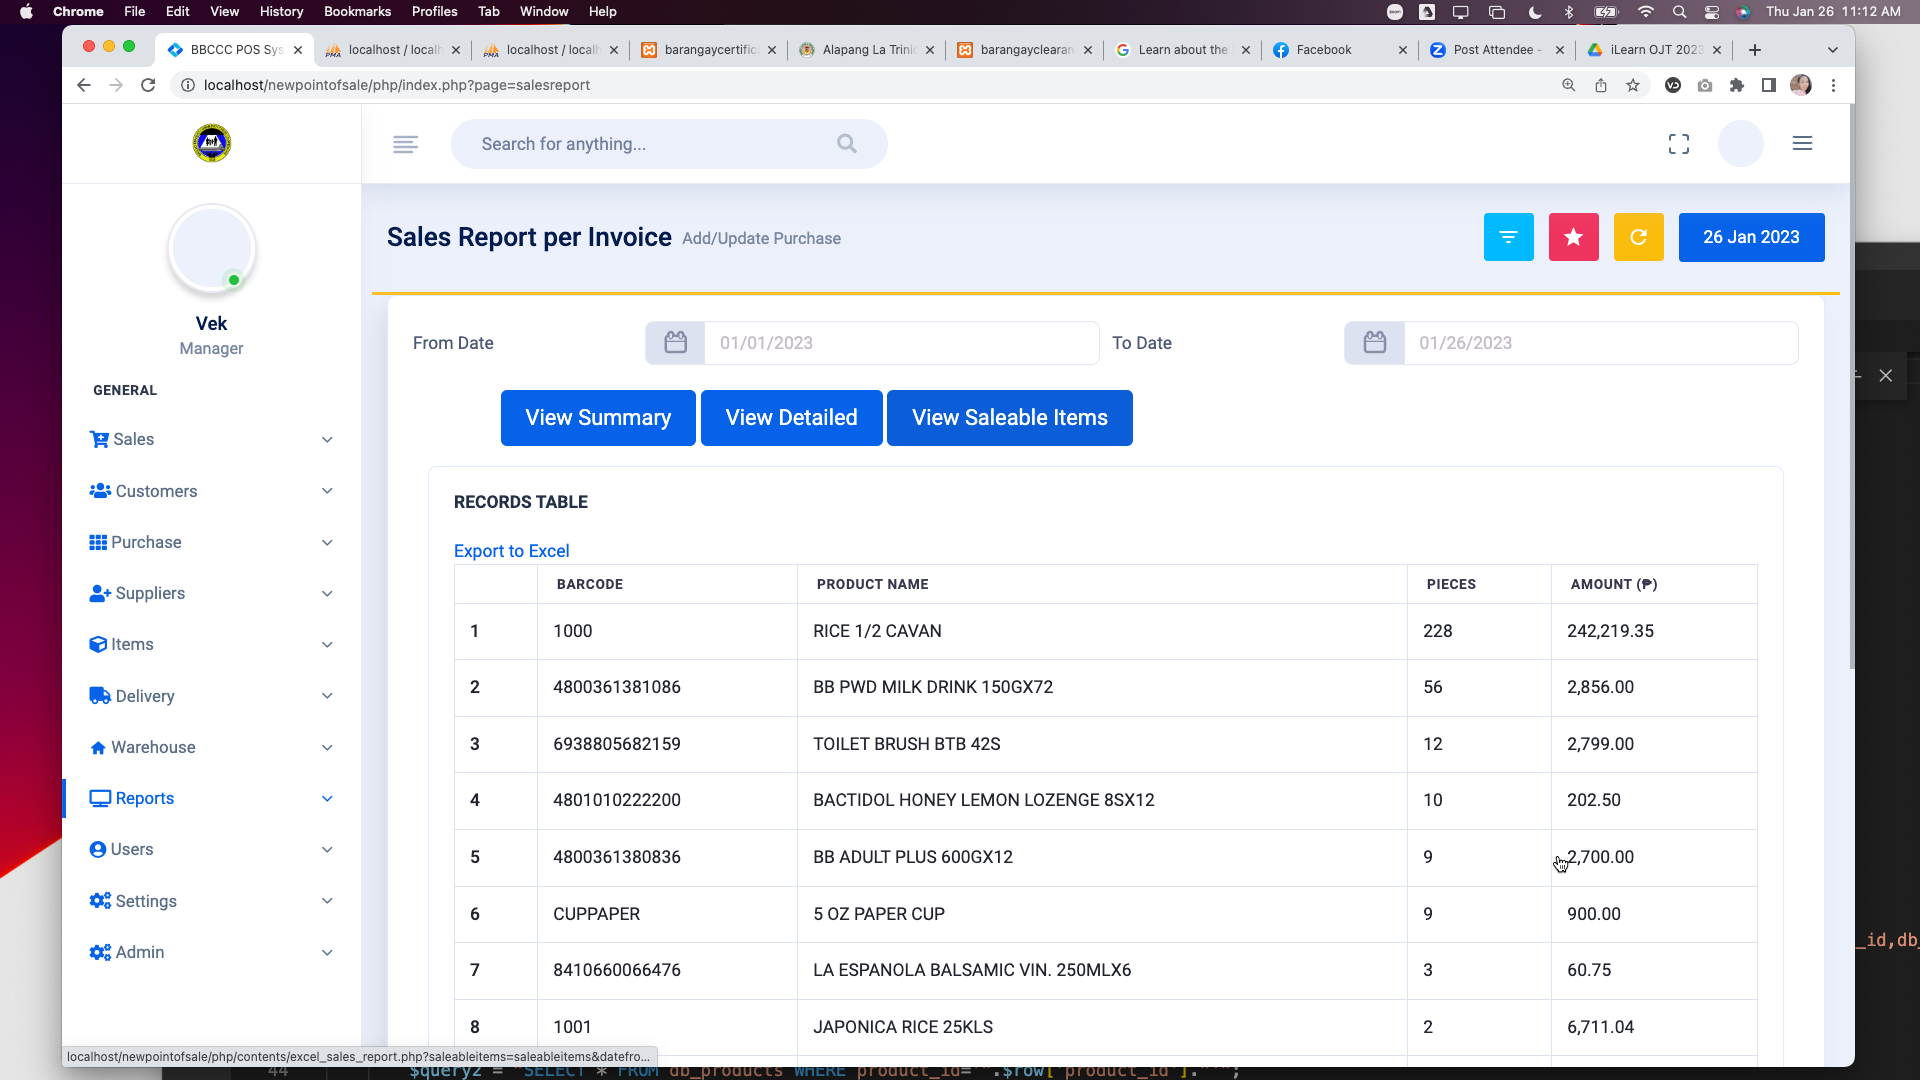 Chrome File Edit View History Bookmarks Profiles Tab Window Help
Thu Jan 26 11:12 AM
BBCCC POS Sys
localhost / local
localhost / local
barangaycertific
Alapang La Trini
barangayclearan
Learn about the
Facebook
Post Attendee -
iLearn OJT 2023
localhost/newpointofsale/php/index.php?page=salesreport
Search for anything...
Vek
Manager
GENERAL
Sales
Customers
Purchase
Suppliers
Items
Delivery
Warehouse
Reports
Users
Settings
Admin
Sales Report per Invoice Add/Update Purchase
26 Jan 2023
From Date 01/01/2023 To Date 01/26/2023
View Summary View Detailed View Saleable Items
RECORDS TABLE
Export to Excel
BARCODE PRODUCT NAME PIECES AMOUNT (₱)
1 1000 RICE 1/2 CAVAN 228 242,219.35
2 4800361381086 BB PWD MILK DRINK 150GX72 56 2,856.00
3 6938805682159 TOILET BRUSH BTB 42S 12 2,799.00
4 4801010222200 BACTIDOL HONEY LEMON LOZENGE 8SX12 10 202.50
5 4800361380836 BB ADULT PLUS 600GX12 9 2,700.00
6 CUPPAPER 5 OZ PAPER CUP 9 900.00
7 8410660066476 LA ESPANOLA BALSAMIC VIN. 250MLX6 3 60.75
8 1001 JAPONICA RICE 25KLS 2 6,711.04
_id,db_
localhost/newpointofsale/php/contents/excel_sales_report.php?saleableitems=saleableitems&datefro...
44 $query2 = "SELECT * FROM db_products WHERE product_id='".$row['product_id']."'";